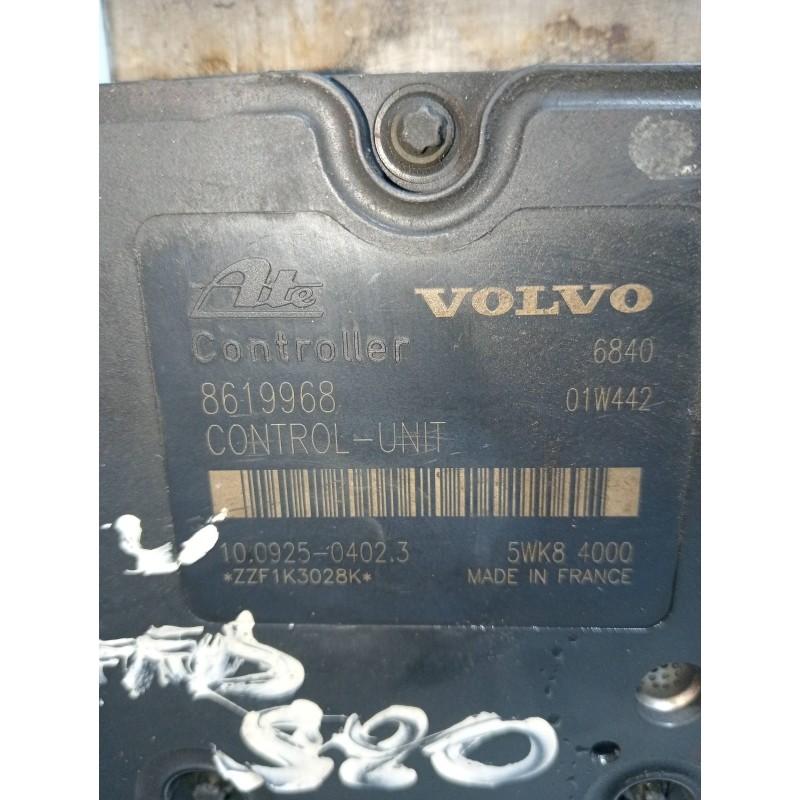 Ate VOLVO
Controller 6840
8619968 01W442
CONTROL-UNIT
10.0925-0402.3 5WK8 4000
*ZZF1K3028K* MADE IN FRANCE
S80